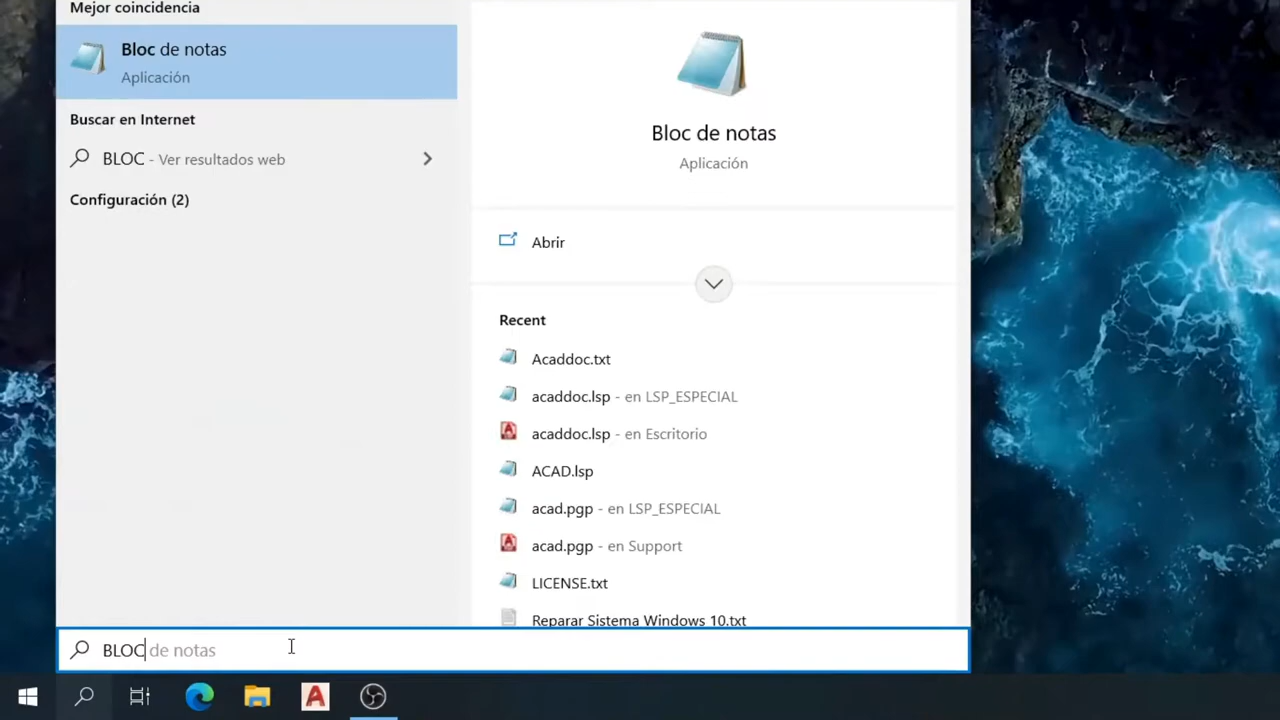 Mejor coincidencia
Bloc de notas
Aplicación
Buscar en Internet
BLOC - Ver resultados web
Configuración (2)
Bloc de notas
Aplicación
Abrir
Recent
Acaddoc.txt
acaddoc.lsp - en LSP_ESPECIAL
acaddoc.lsp - en Escritorio
ACAD.lsp
acad.pgp - en LSP_ESPECIAL
acad.pgp - en Support
LICENSE.txt
Reparar Sistema Windows 10.txt
BLOC de notas